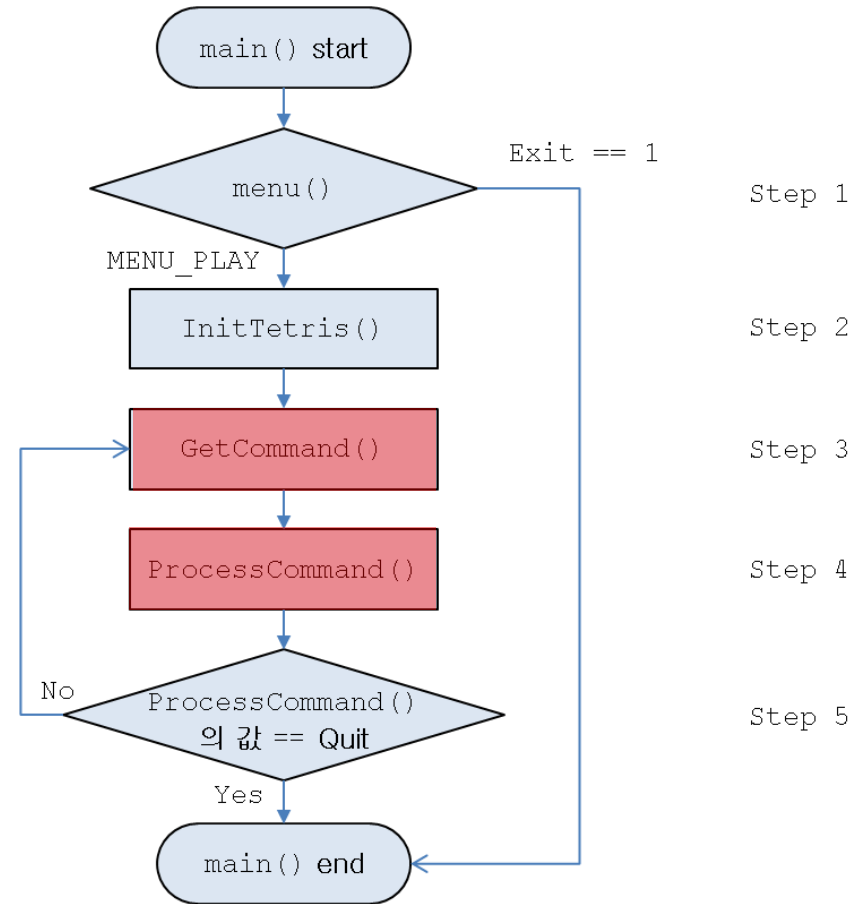 main() start
Exit == 1
menu()
Step 1
MENU_PLAY
InitTetris()
Step 2
GetCommand()
Step 3
ProcessCommand()
Step 4
No
ProcessCommand()
의 값 == Quit
Step 5
Yes
main() end